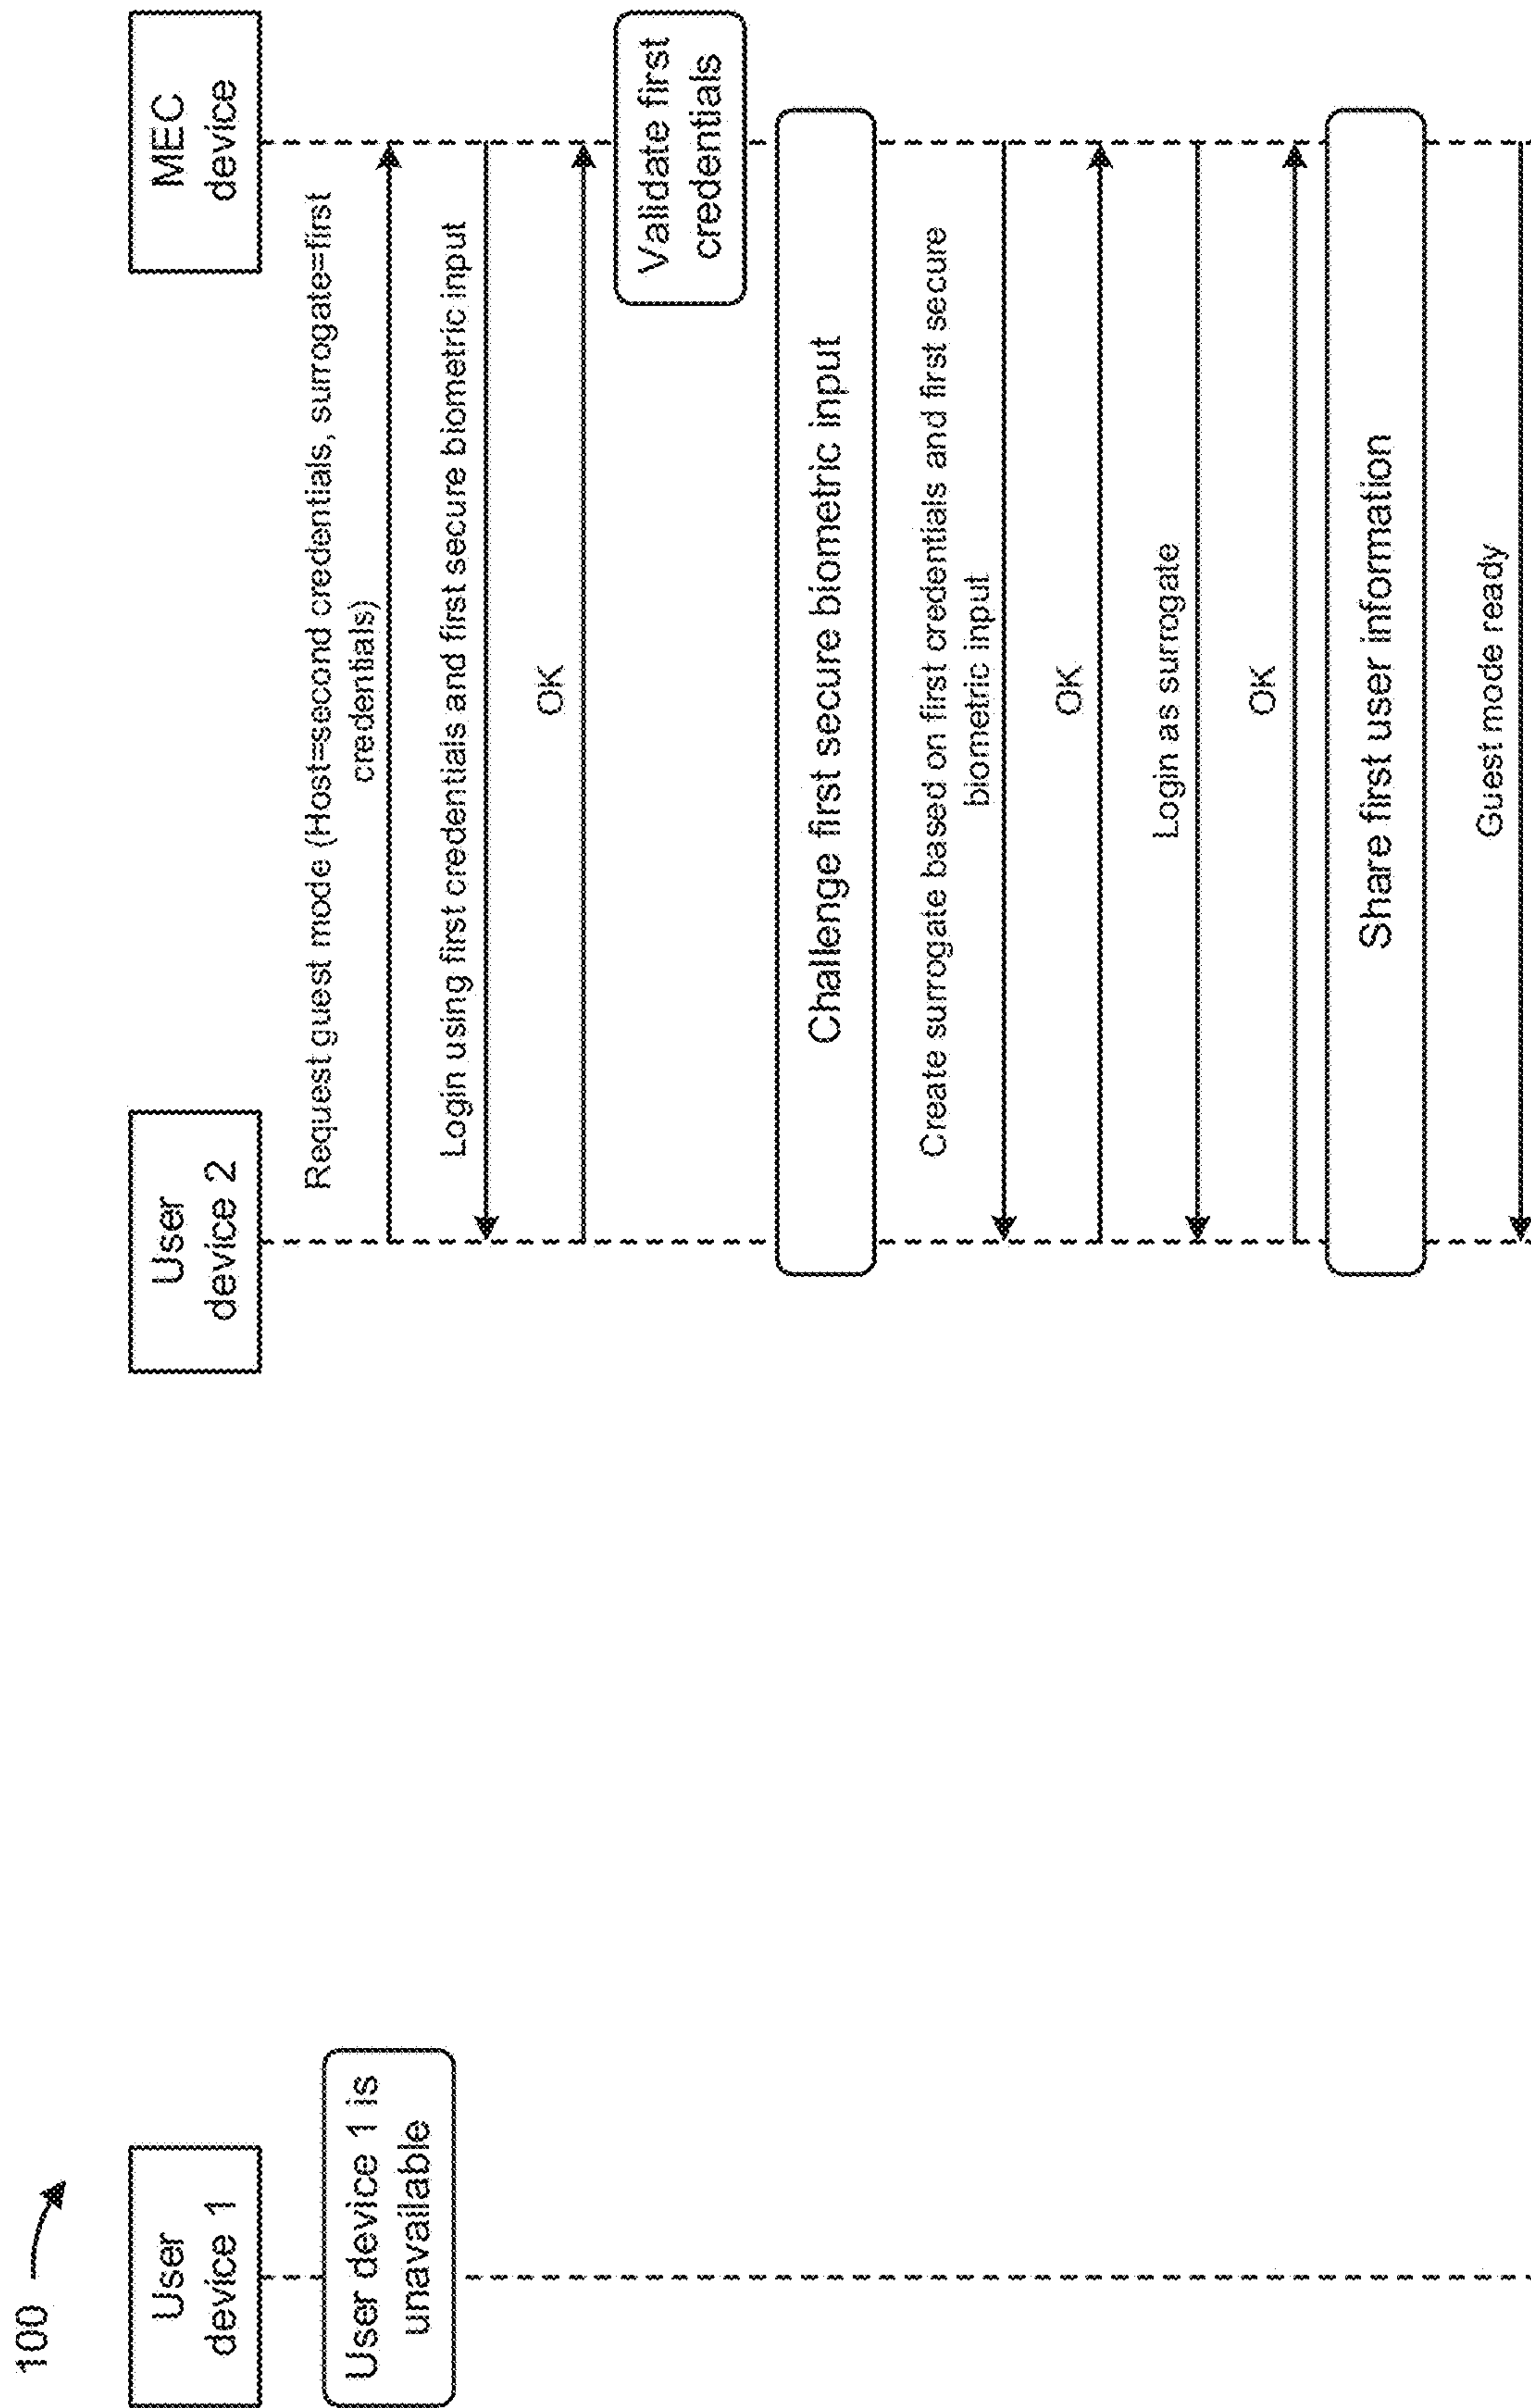 100
User
device 1
User
device 2
MEC
device
User device 1 is
unavailable
Request guest mode (Host=second credentials, surrogate=first
credentials)
Login using first credentials and first secure biometric input
OK
Validate first
credentials
Challenge first secure biometric input
Create surrogate based on first credentials and first secure
biometric input
OK
Login as surrogate
OK
Share first user information
Guest mode ready